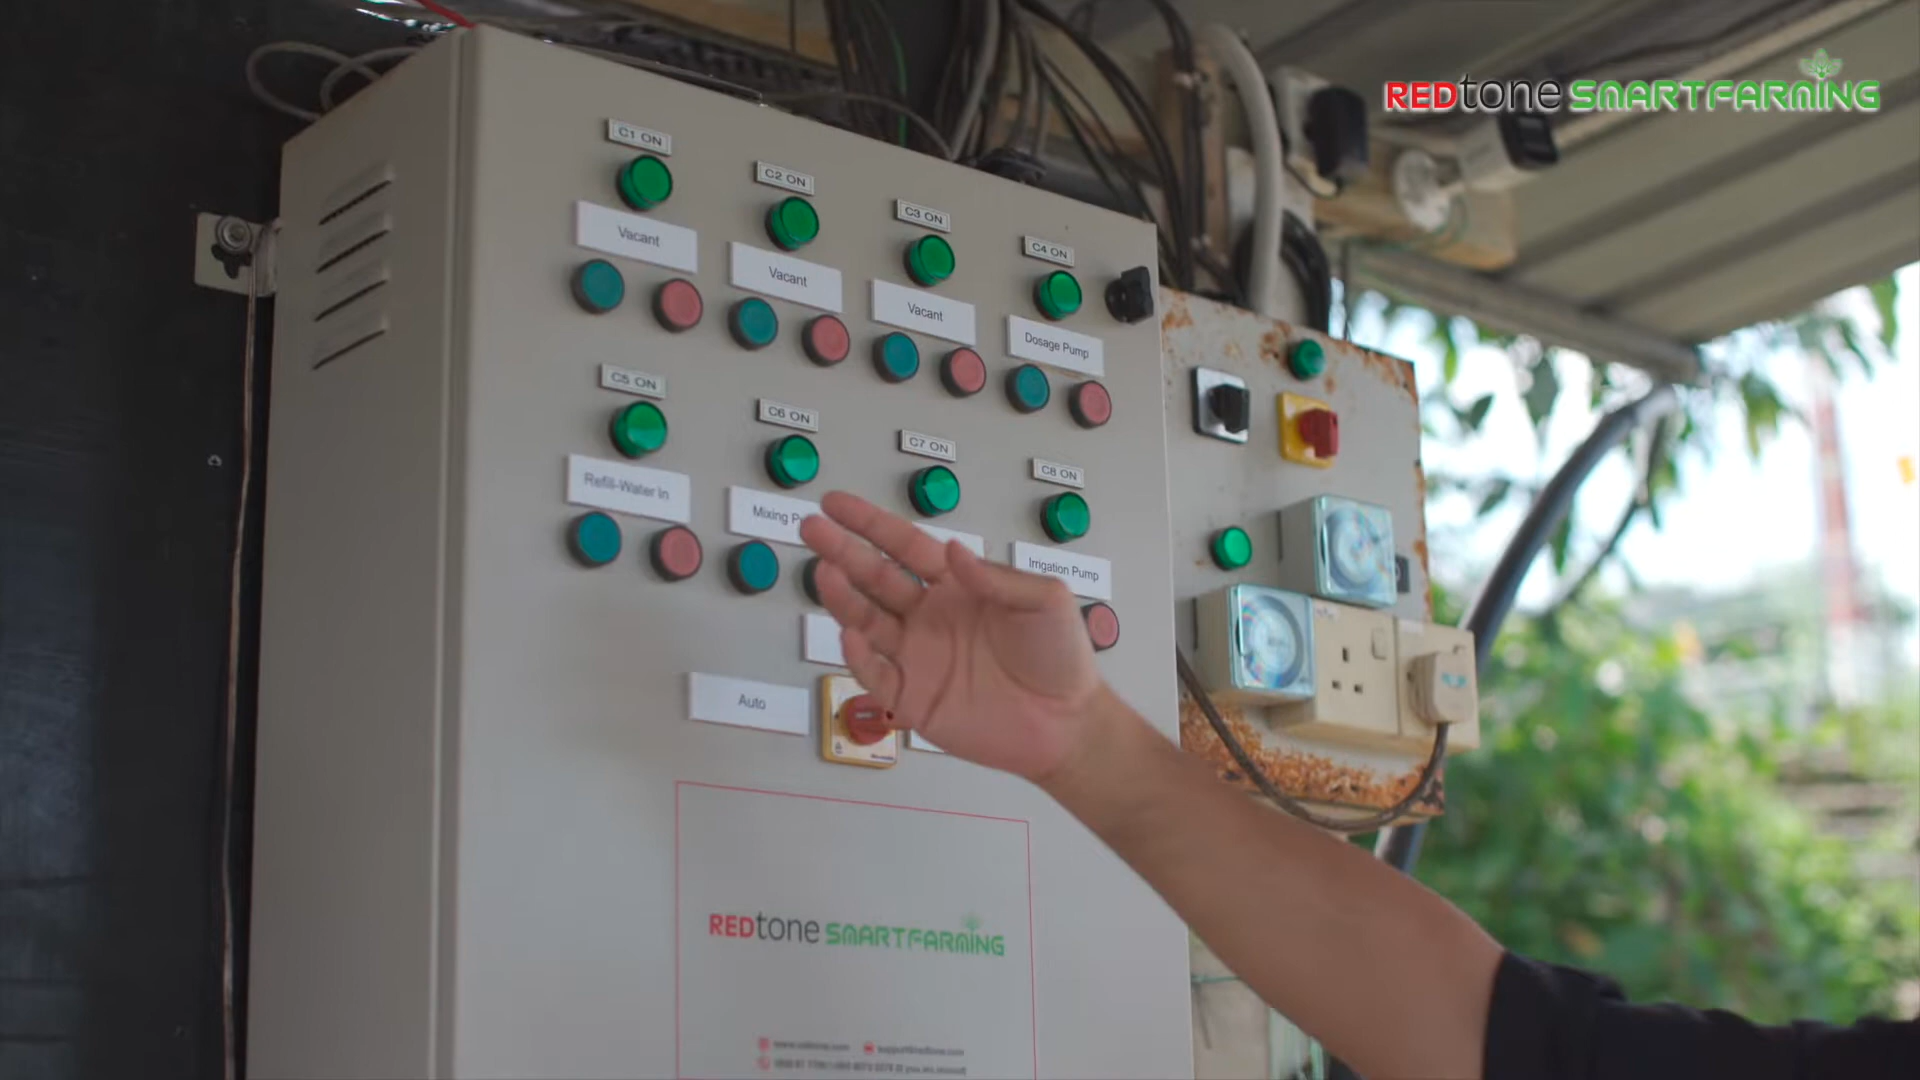 REDtone SMARTFARMING
C1 ON
C2 ON
C3 ON
C4 ON
Vacant
Vacant
Vacant
Dosage Pump
C5 ON
C6 ON
C7 ON
C8 ON
Refill-Water In
Mixing
Irrigation Pump
Auto
REDtone SMARTFARMING